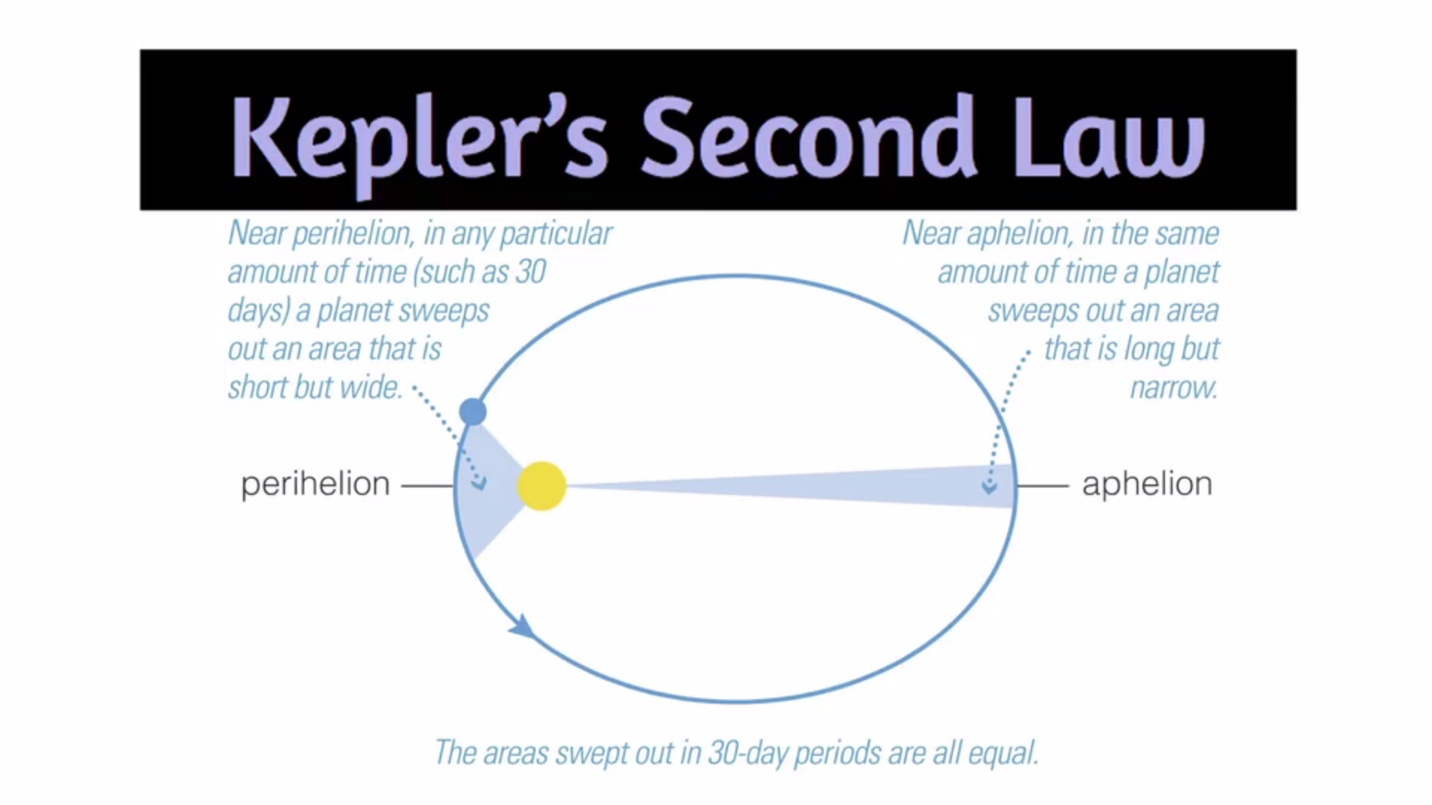 Kepler's Second Law
Near perihelion, in any particular
amount of time (such as 30
days) a planet sweeps
out an area that is
short but wide.
Near aphelion, in the same
amount of time a planet
sweeps out an area
that is long but
narrow.
perihelion
aphelion
The areas swept out in 30-day periods are all equal.